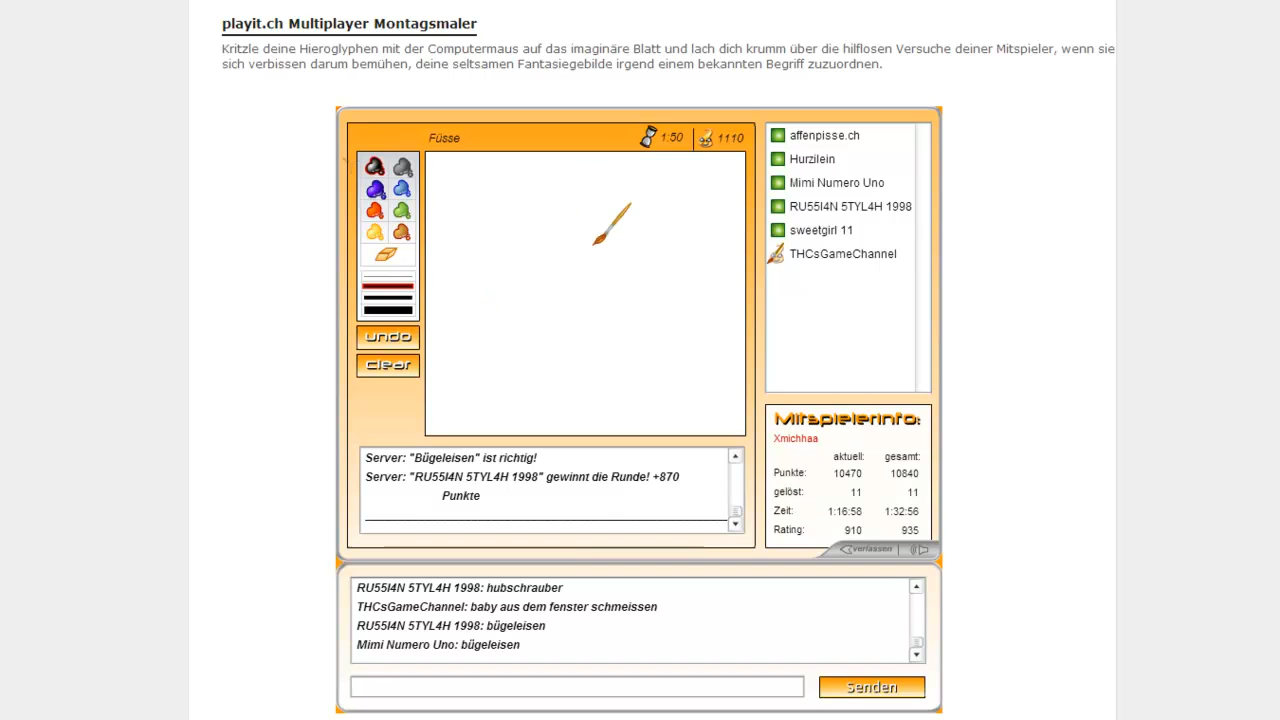 playit.ch Multiplayer Montagsmaler
Kritzle deine Hieroglyphen mit der Computermaus auf das imaginäre Blatt und lach dich krumm über die hilflosen Versuche deiner Mitspieler, wenn sie
sich verbissen darum bemühen, deine seltsamen Fantasiegebilde irgend einem bekannten Begriff zuzuordnen.
Füsse 1:50 1110
undo
clear
Server: "Bügeleisen" ist richtig!
Server: "RU55I4N 5TYL4H 1998" gewinnt die Runde! +870
Punkte
affenpisse.ch
Hurzilein
Mimi Numero Uno
RU55I4N 5TYL4H 1998
sweetgirl 11
THCsGameChannel
Mitspielerinfo:
Xmichhaa
aktuell: gesamt:
Punkte: 10470 10840
gelöst: 11 11
Zeit: 1:16:58 1:32:56
Rating: 910 935
verlassen
RU55I4N 5TYL4H 1998: hubschrauber
THCsGameChannel: baby aus dem fenster schmeissen
RU55I4N 5TYL4H 1998: bügeleisen
Mimi Numero Uno: bügeleisen
Senden